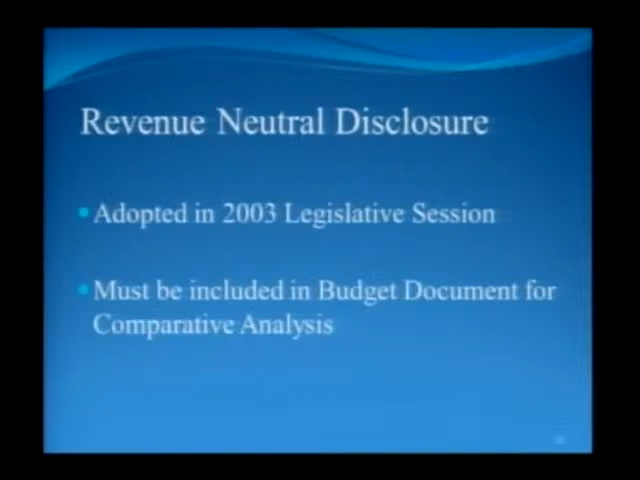 Revenue Neutral Disclosure
Adopted in 2003 Legislative Session
Must be included in Budget Document for
Comparative Analysis